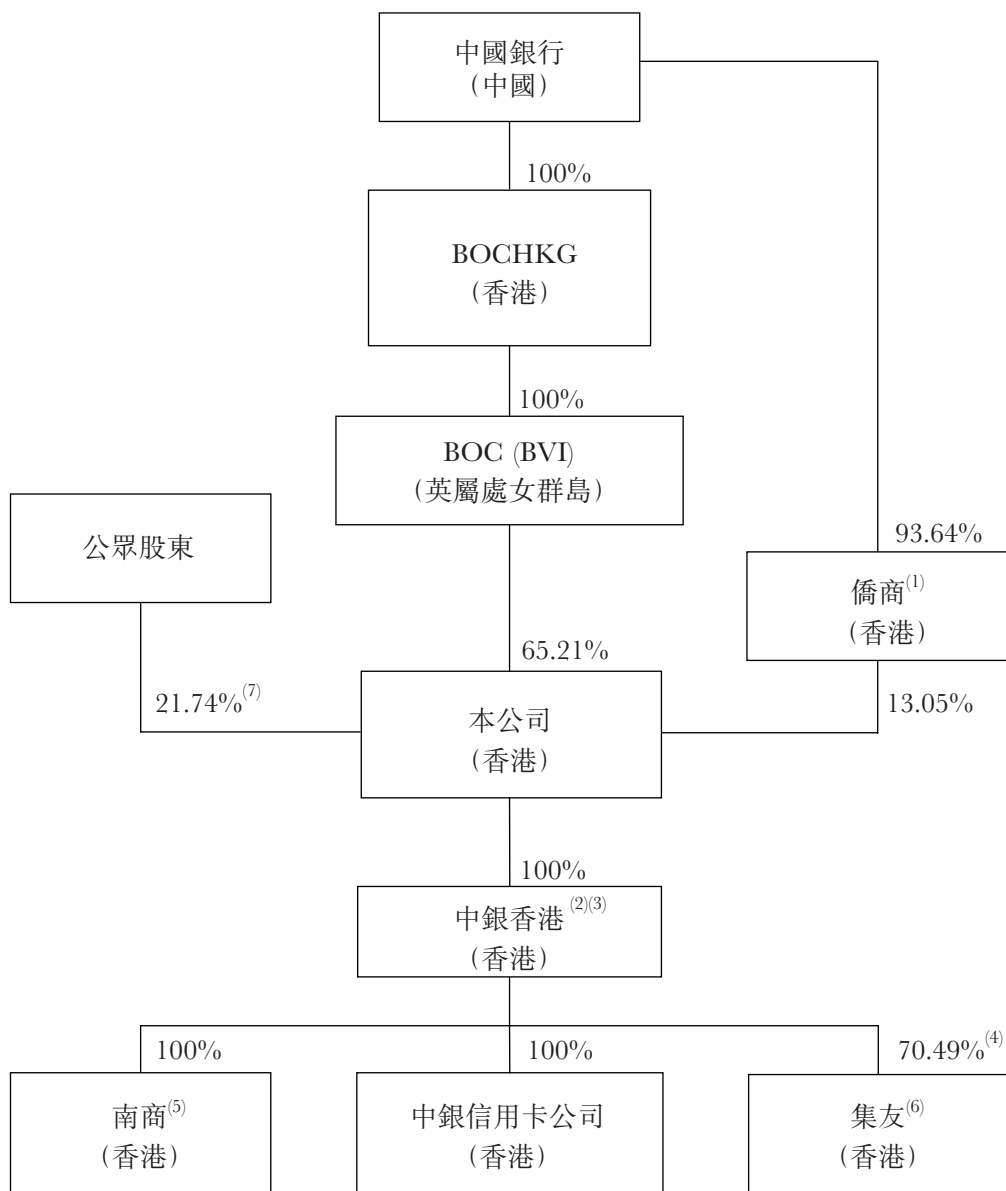 中國銀行
（中國）
100%
BOCHKG
（香港）
100%
BOC (BVI)
（英屬處女群島）
公眾股東
93.64%
僑商(1)
（香港）
65.21%
21.74%(7)
13.05%
本公司
（香港）
100%
中銀香港(2)(3)
（香港）
100%
100%
70.49%(4)
南商(5)
（香港）
中銀信用卡公司
（香港）
集友(6)
（香港）